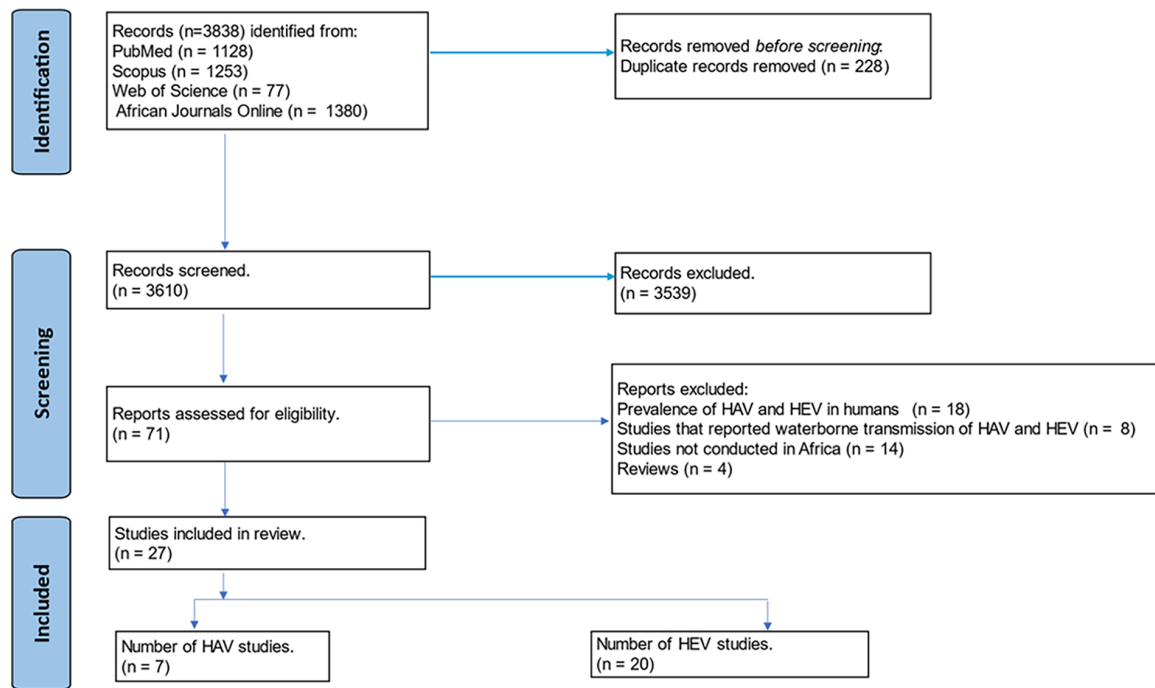 Identification
Records (n=3838) identified from:
PubMed (n = 1128)
Scopus (n = 1253)
Web of Science (n = 77)
African Journals Online (n = 1380)
Records removed before screening:
Duplicate records removed (n = 228)
Screening
Records screened.
(n = 3610)
Records excluded.
(n = 3539)
Reports assessed for eligibility.
(n = 71)
Reports excluded:
Prevalence of HAV and HEV in humans (n = 18)
Studies that reported waterborne transmission of HAV and HEV (n = 8)
Studies not conducted in Africa (n = 14)
Reviews (n = 4)
Included
Studies included in review.
(n = 27)
Number of HAV studies.
(n = 7)
Number of HEV studies.
(n = 20)